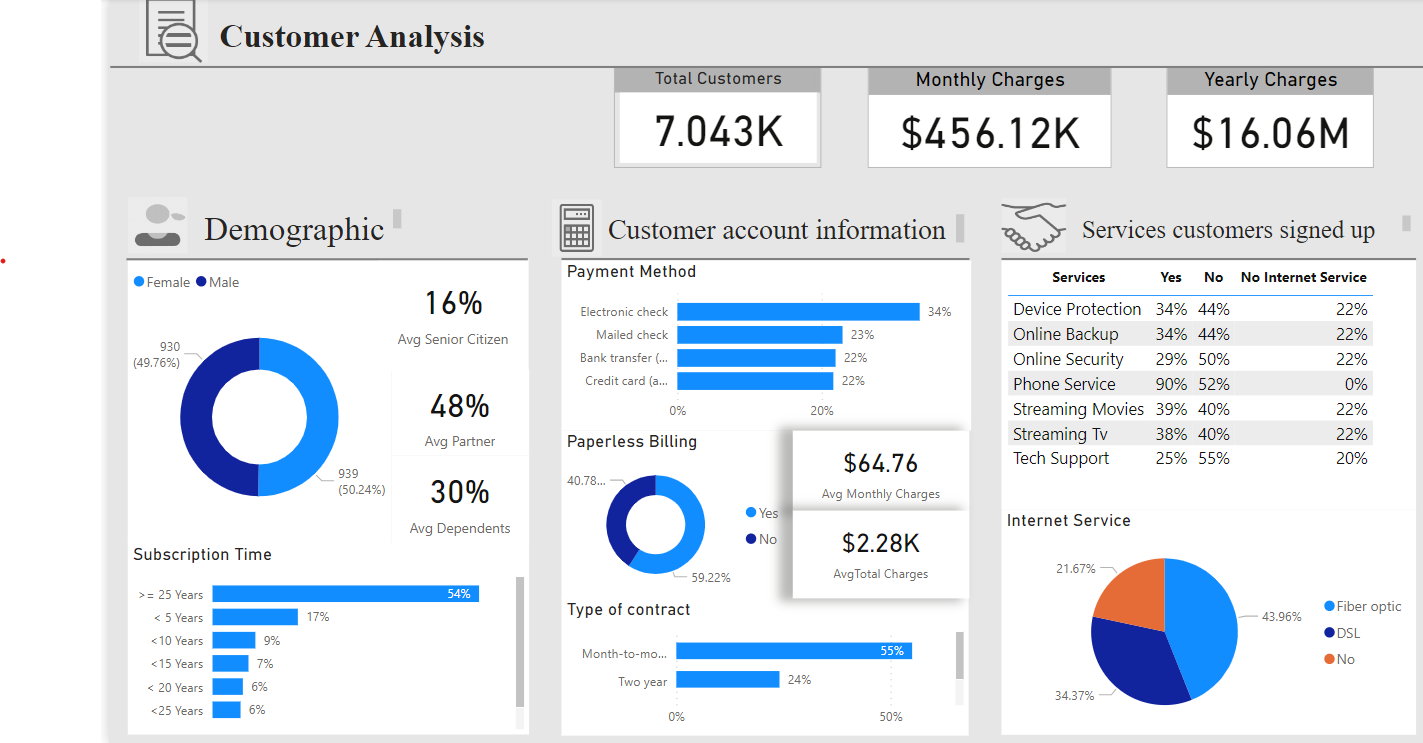 Customer Analysis
Total Customers
7.043K
Monthly Charges
$456.12K
Yearly Charges
$16.06M
Demographic
Female Male
930
(49.76%)
939
(50.24%)
16%
Avg Senior Citizen
48%
Avg Partner
30%
Avg Dependents
Subscription Time
>= 25 Years 54%
< 5 Years 17%
<10 Years 9%
<15 Years 7%
< 20 Years 6%
<25 Years 6%
Customer account information
Payment Method
Electronic check 34%
Mailed check 23%
Bank transfer (... 22%
Credit card (a... 22%
0% 20%
Paperless Billing
40.78...
59.22%
Yes
No
$64.76
Avg Monthly Charges
$2.28K
AvgTotal Charges
Type of contract
Month-to-mo... 55%
Two year 24%
0% 50%
Services customers signed up
Services Yes No No Internet Service
Device Protection 34% 44% 22%
Online Backup 34% 44% 22%
Online Security 29% 50% 22%
Phone Service 90% 52% 0%
Streaming Movies 39% 40% 22%
Streaming Tv 38% 40% 22%
Tech Support 25% 55% 20%
Internet Service
21.67%
43.96%
34.37%
Fiber optic
DSL
No